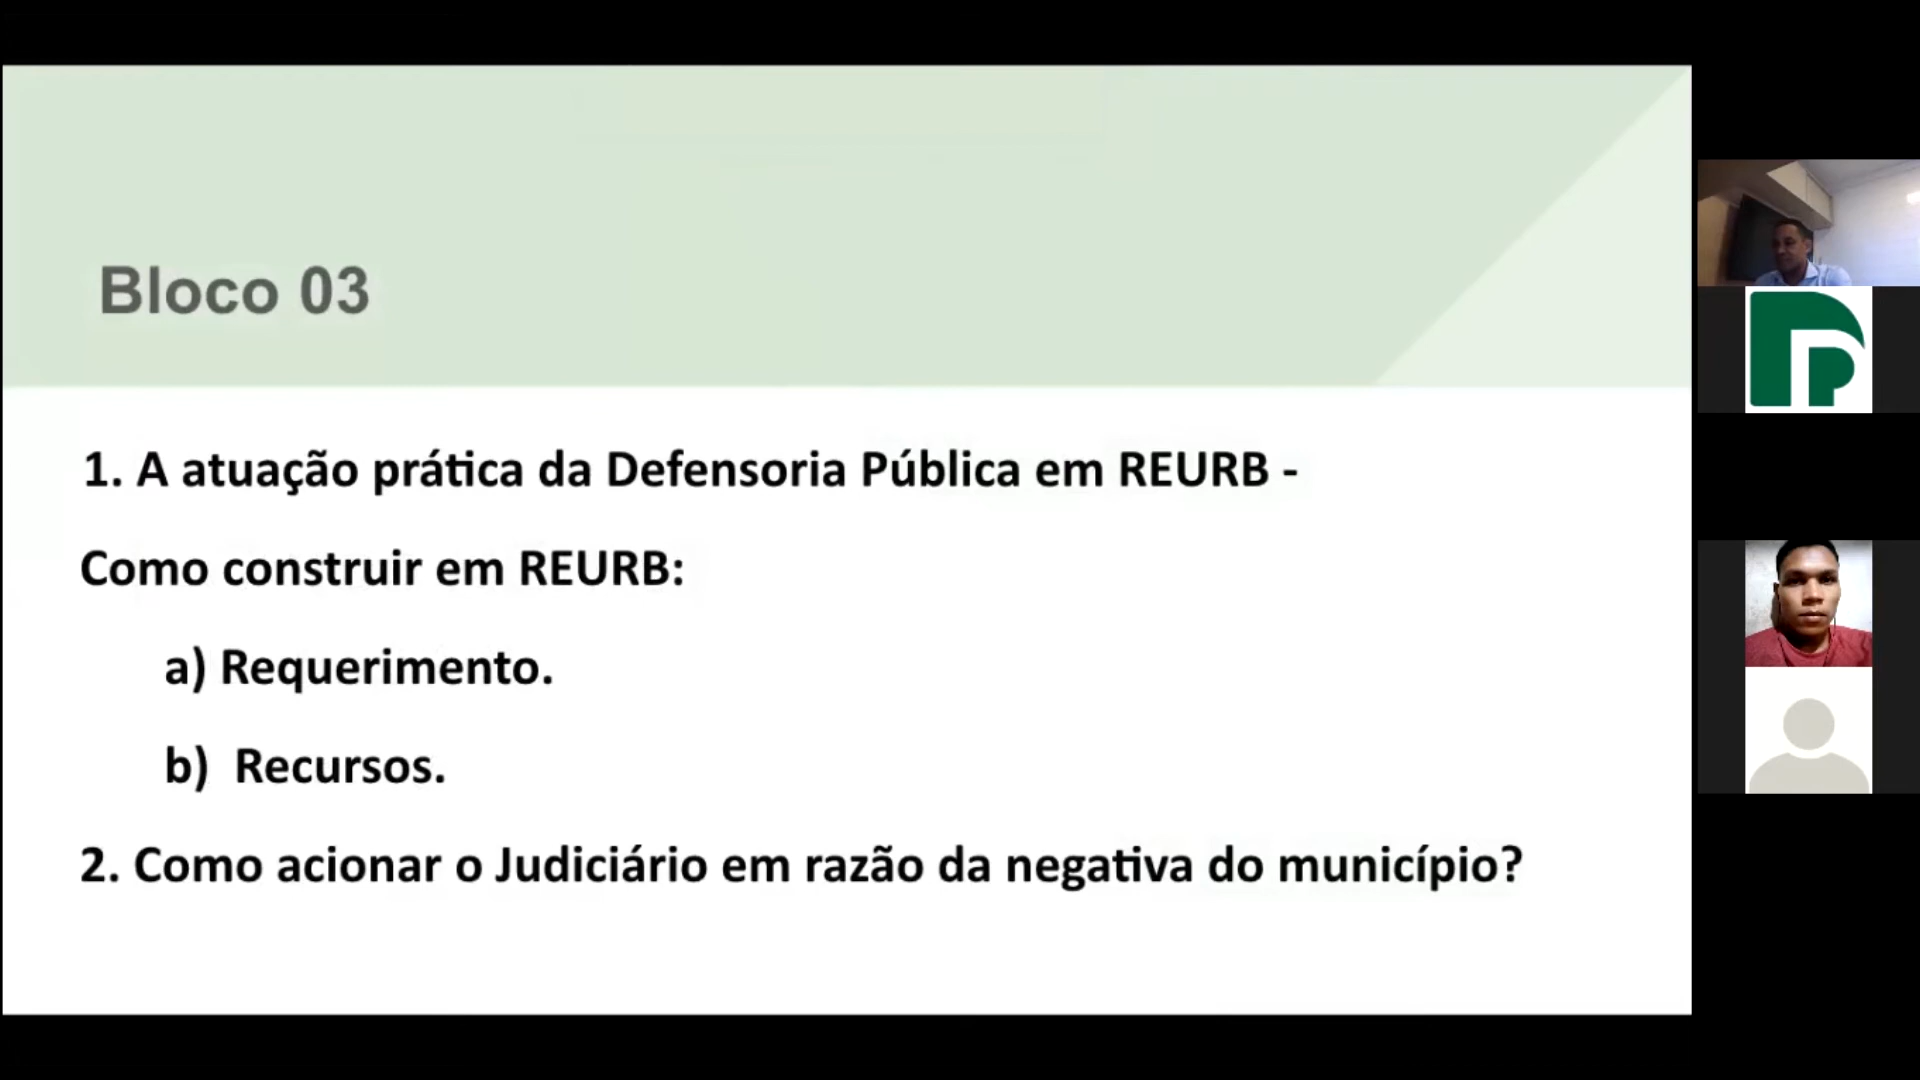 Bloco 03
1. A atuação prática da Defensoria Pública em REURB -
Como construir em REURB:
a) Requerimento.
b) Recursos.
2. Como acionar o Judiciário em razão da negativa do município?